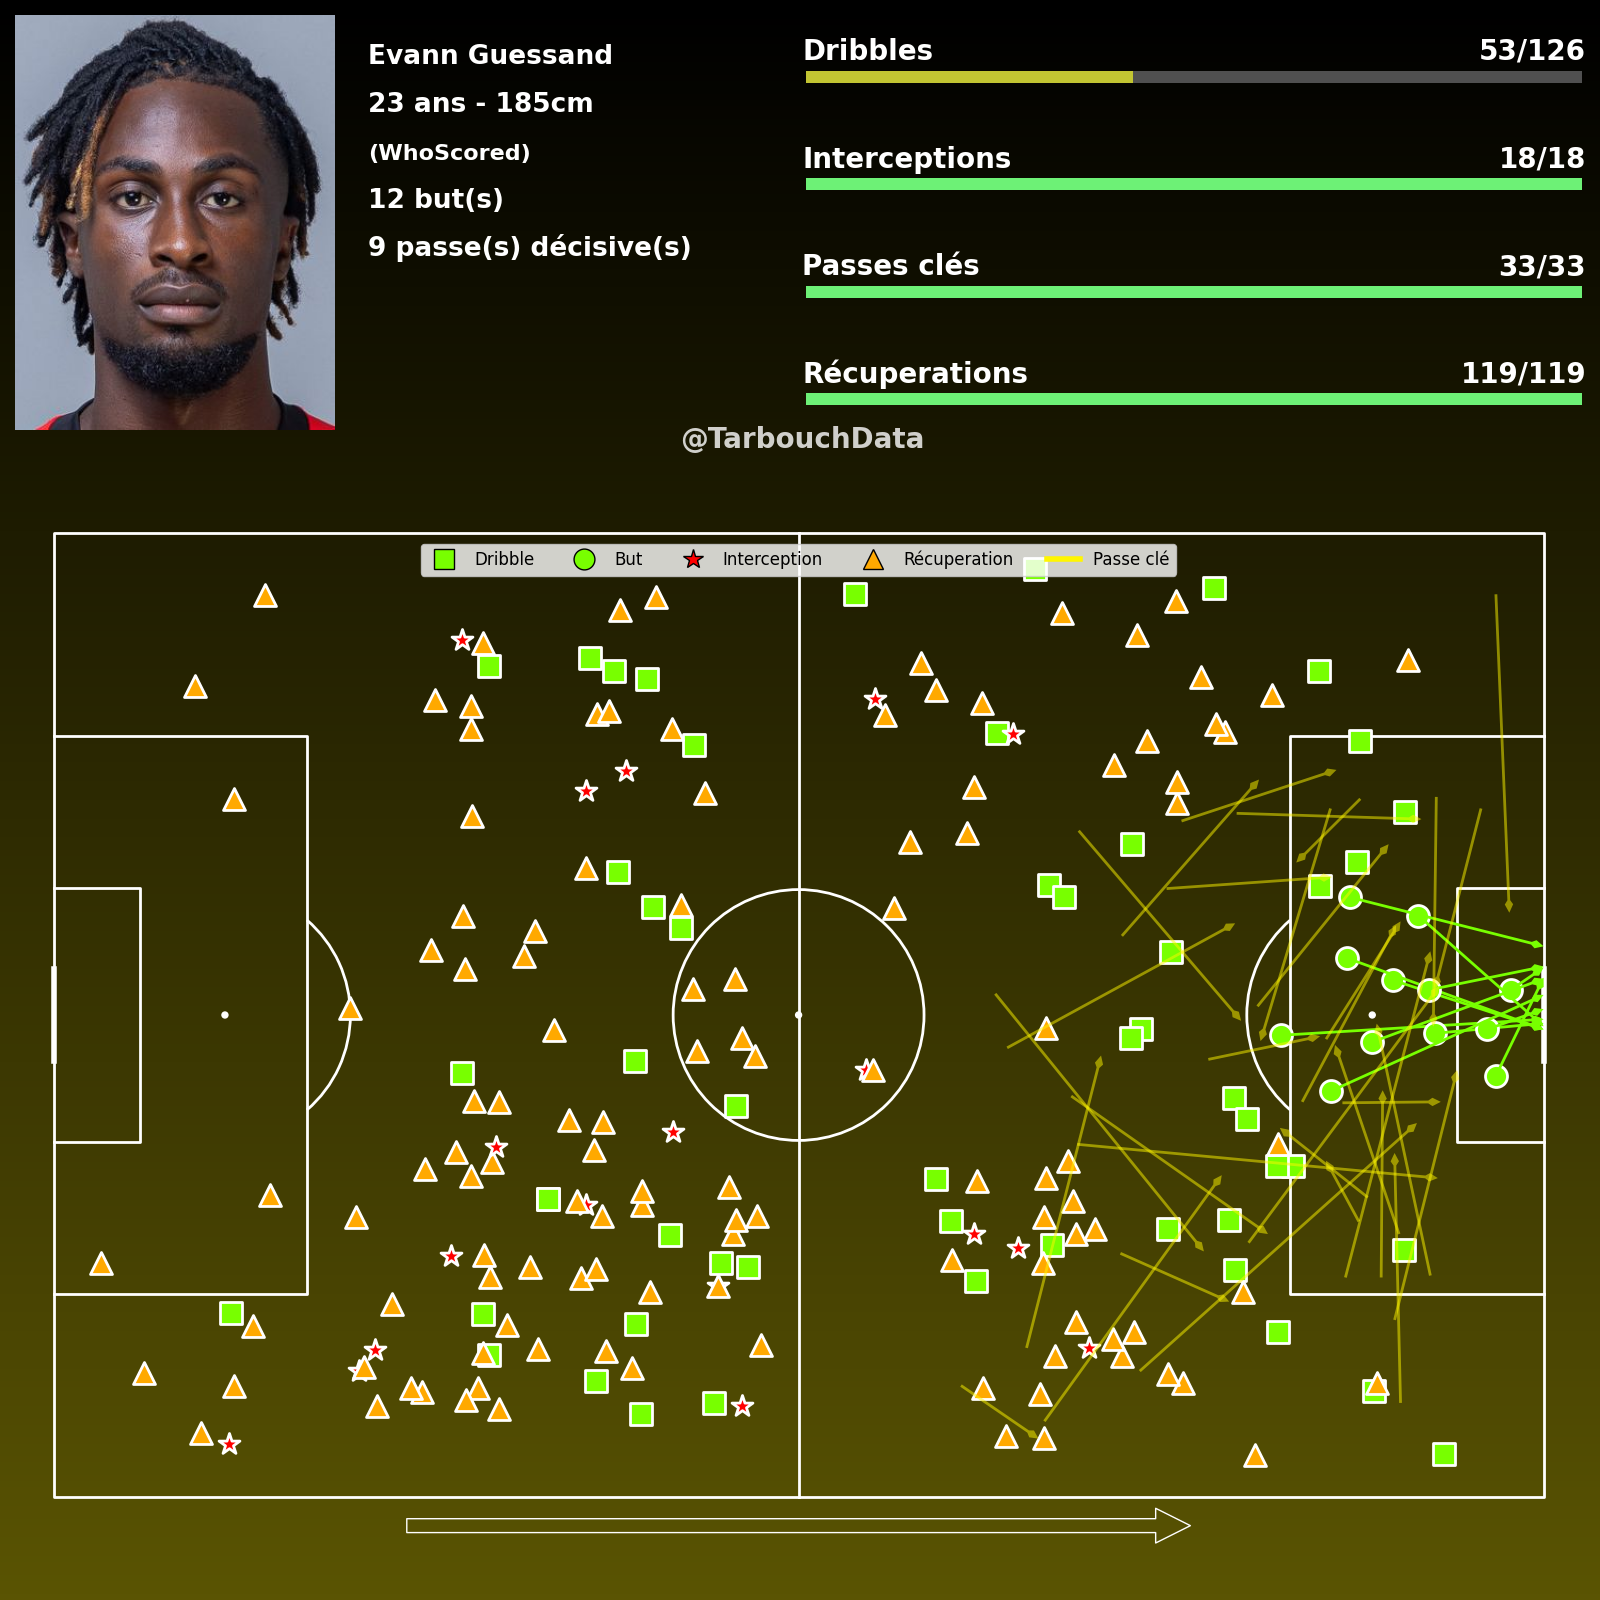 Evann Guessand
23 ans - 185cm
(WhoScored)
12 but(s)
9 passe(s) décisive(s)
Dribbles 53/126
Interceptions 18/18
Passes clés 33/33
Récuperations 119/119
@TarbouchData
Dribble But Interception Récuperation Passe clé